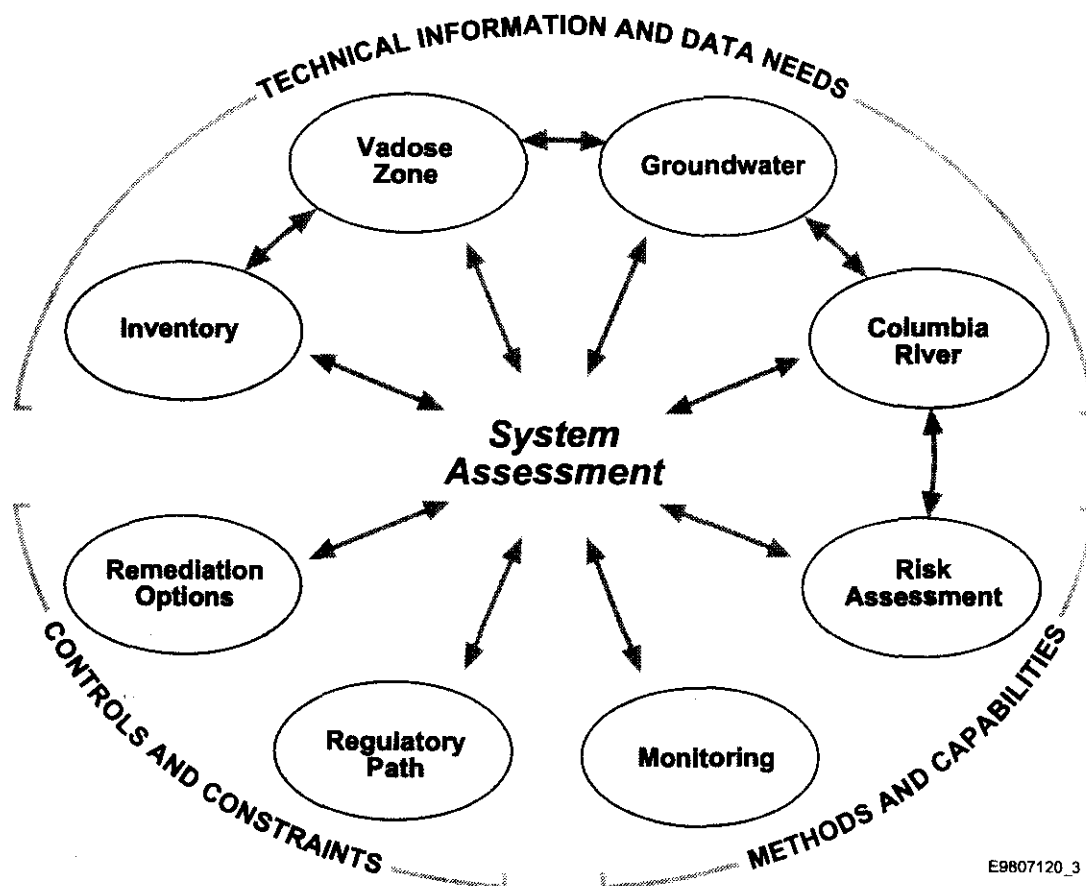 TECHNICAL INFORMATION AND DATA NEEDS
Vadose
Zone
Groundwater
Inventory
Columbia
River
System
Assessment
Remediation
Options
Risk
Assessment
Regulatory
Path
Monitoring
CONTROLS AND CONSTRAINTS
METHODS AND CAPABILITIES
E9807120_3